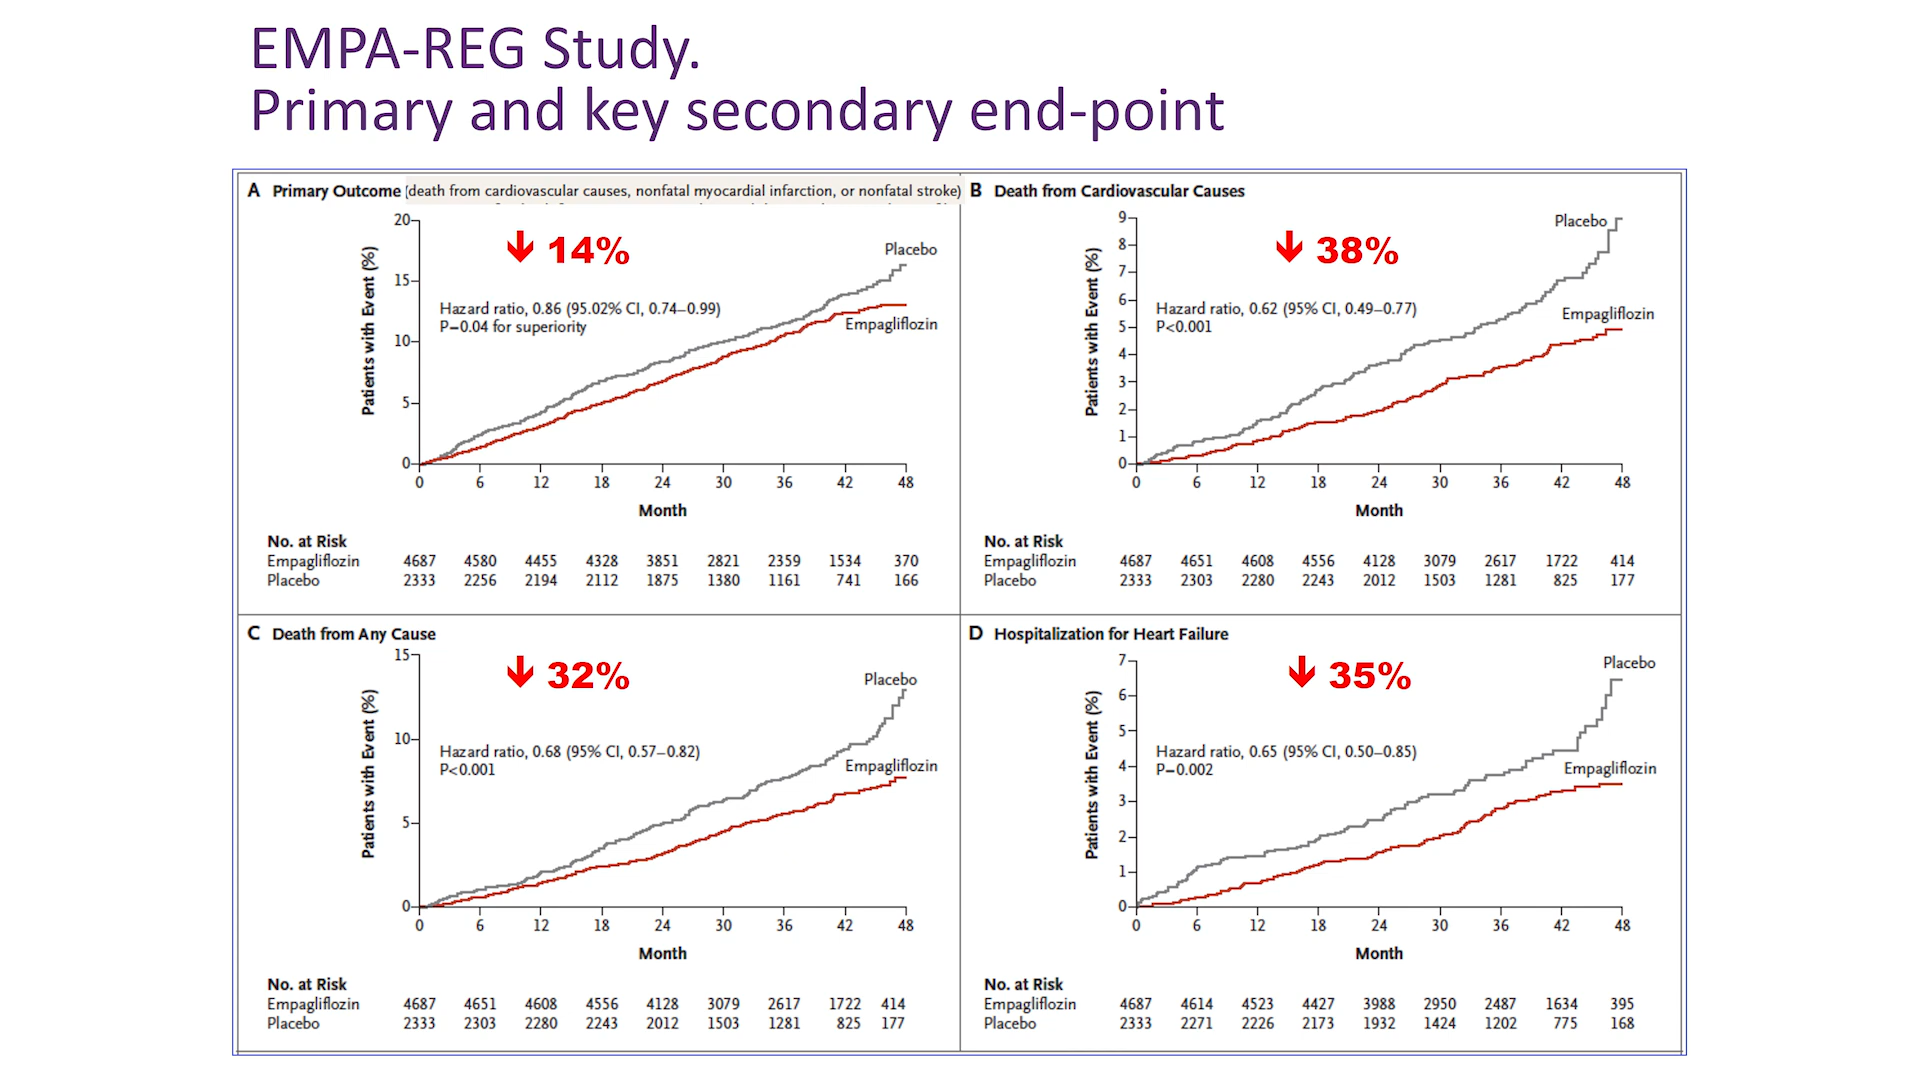 EMPA-REG Study.
Primary and key secondary end-point
A Primary Outcome (death from cardiovascular causes, nonfatal myocardial infarction, or nonfatal stroke)
↓ 14%
Patients with Event (%)
20
15
10
5
0
Placebo
Empagliflozin
Hazard ratio, 0.86 (95.02% CI, 0.74–0.99)
P=0.04 for superiority
0 6 12 18 24 30 36 42 48
Month
No. at Risk
Empagliflozin 4687 4580 4455 4328 3851 2821 2359 1534 370
Placebo 2333 2256 2194 2112 1875 1380 1161 741 166
B Death from Cardiovascular Causes
↓ 38%
Patients with Event (%)
9
8
7
6
5
4
3
2
1
0
Placebo
Empagliflozin
Hazard ratio, 0.62 (95% CI, 0.49–0.77)
P<0.001
0 6 12 18 24 30 36 42 48
Month
No. at Risk
Empagliflozin 4687 4651 4608 4556 4128 3079 2617 1722 414
Placebo 2333 2303 2280 2243 2012 1503 1281 825 177
C Death from Any Cause
↓ 32%
Patients with Event (%)
15
10
5
0
Placebo
Empagliflozin
Hazard ratio, 0.68 (95% CI, 0.57–0.82)
P<0.001
0 6 12 18 24 30 36 42 48
Month
No. at Risk
Empagliflozin 4687 4651 4608 4556 4128 3079 2617 1722 414
Placebo 2333 2303 2280 2243 2012 1503 1281 825 177
D Hospitalization for Heart Failure
↓ 35%
Patients with Event (%)
7
6
5
4
3
2
1
0
Placebo
Empagliflozin
Hazard ratio, 0.65 (95% CI, 0.50–0.85)
P=0.002
0 6 12 18 24 30 36 42 48
Month
No. at Risk
Empagliflozin 4687 4614 4523 4427 3988 2950 2487 1634 395
Placebo 2333 2271 2226 2173 1932 1424 1202 775 168